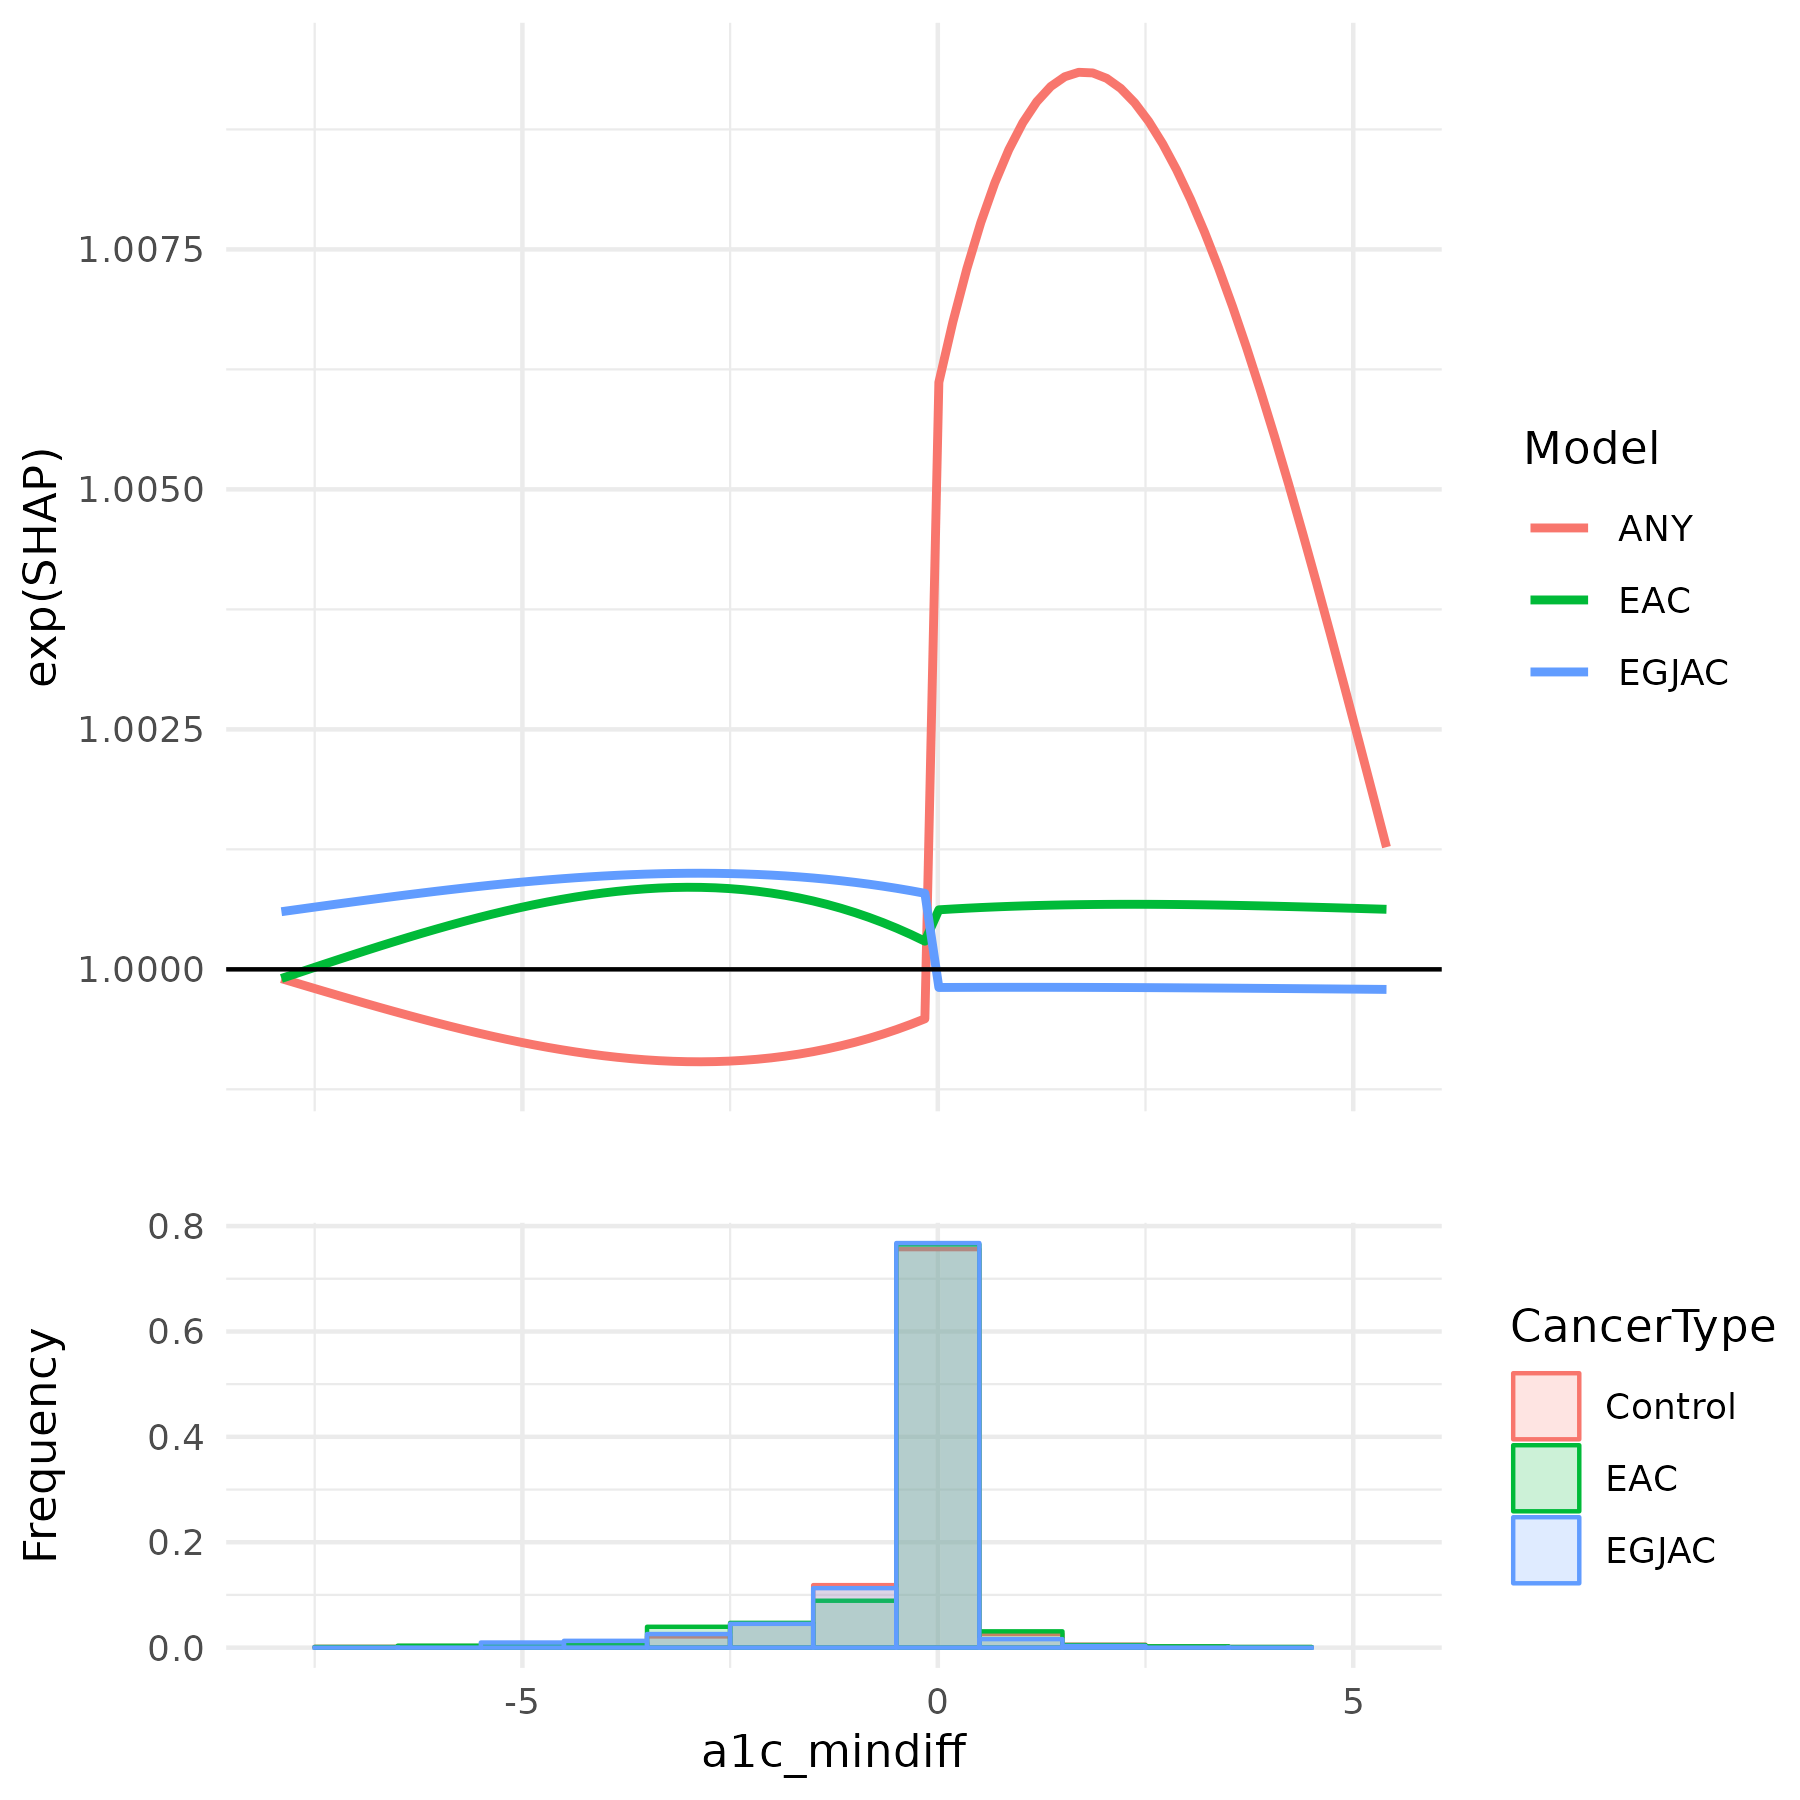 exp(SHAP)
1.0075
1.0050
1.0025
1.0000
Model
ANY
EAC
EGJAC
Frequency
0.8
0.6
0.4
0.2
0.0
-5
0
5
a1c_mindiff
CancerType
Control
EAC
EGJAC